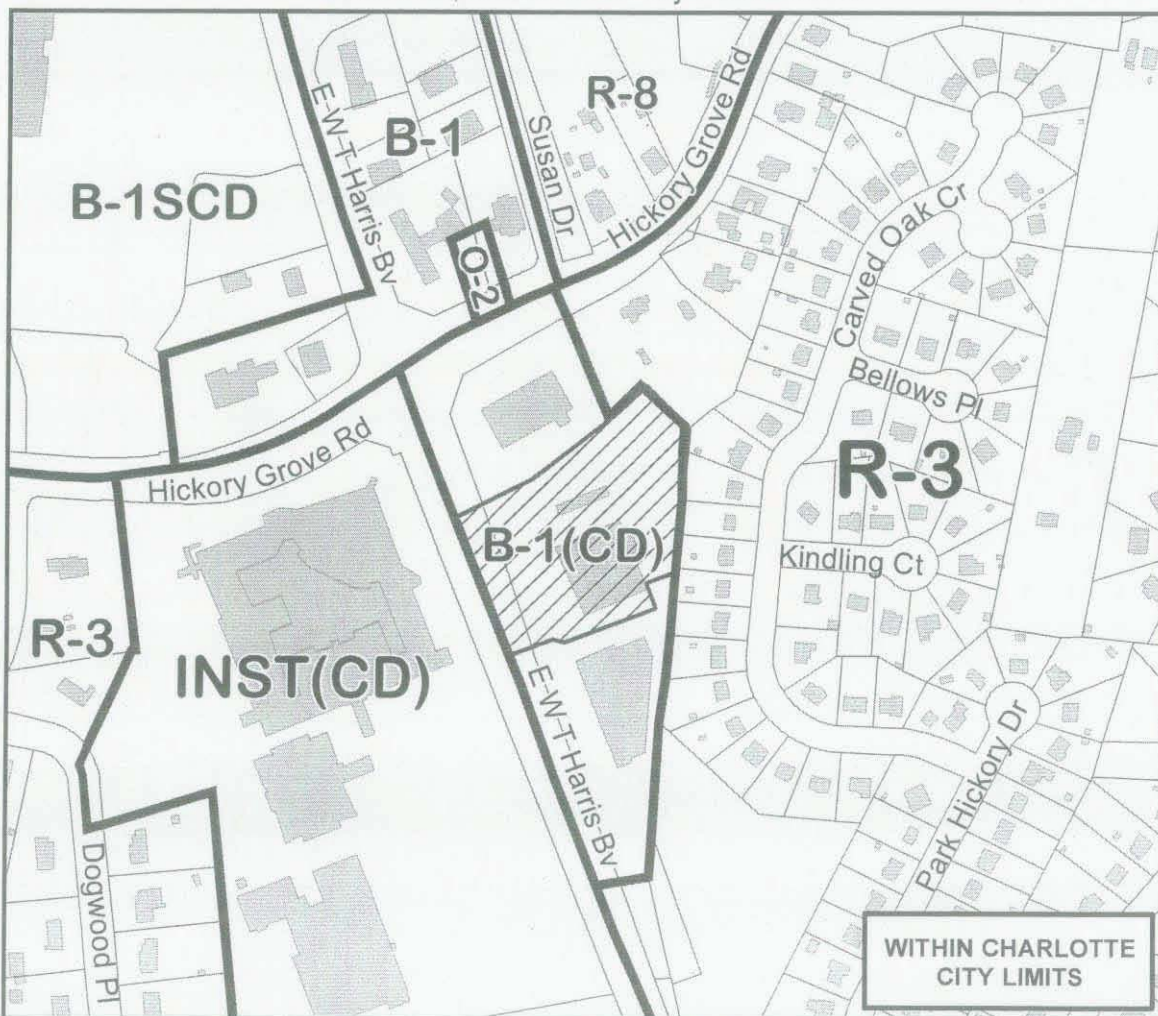 R-8
B-1
E-W-T-Harris-Bv
Susan Dr
Hickory Grove Rd
B-1SCD
O-2
Carved Oak Cr
Bellows Pl
R-3
Hickory Grove Rd
B-1(CD)
Kindling Ct
R-3
INST(CD)
E-W-T-Harris-Bv
Park Hickory Dr
Dogwood Pl
WITHIN CHARLOTTE
CITY LIMITS